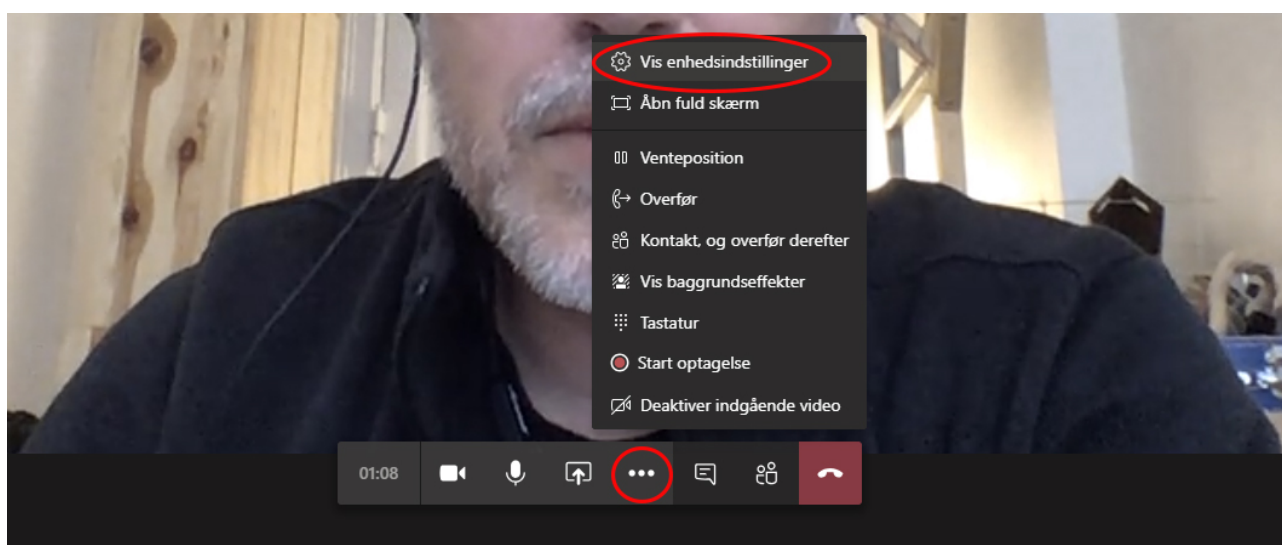 Vis enhedsindstillinger
Åbn fuld skærm
Venteposition
Overfør
Kontakt, og overfør derefter
Vis baggrundseffekter
Tastatur
Start optagelse
Deaktiver indgående video
01:08